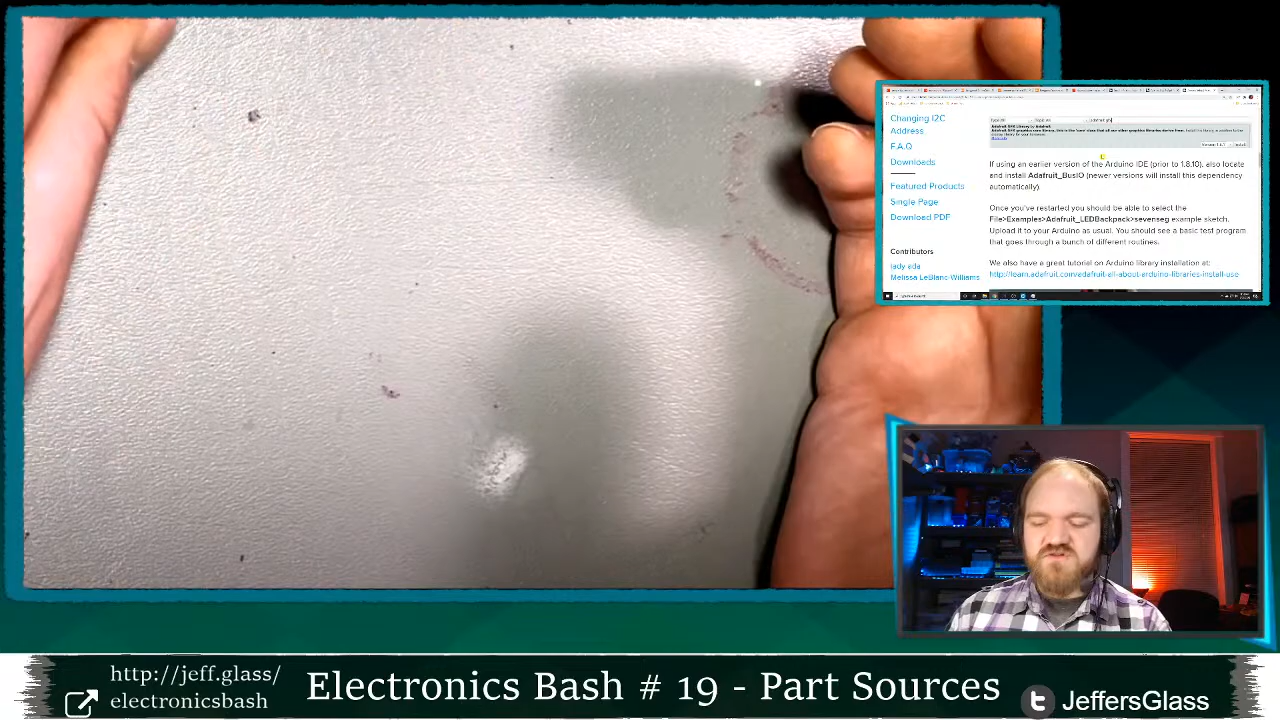 Changing I2C
Address
F.A.Q
Downloads
Featured Products
Single Page
Download PDF
Contributors
lady ada
Melissa LeBlanc-Williams
If using an earlier version of the Arduino IDE (prior to 1.8.10), also locate
and install Adafruit_BusIO (newer versions will install this dependency
automatically).
Once you've restarted you should be able to select the
File>Examples>Adafruit_LEDBackpack>sevenseg example sketch.
Upload it to your Arduino as usual. You should see a basic test program
that goes through a bunch of different routines.
We also have a great tutorial on Arduino library installation at:
http://learn.adafruit.com/adafruit-all-about-arduino-libraries-install-use
http://jeff.glass/
electronicsbash
Electronics Bash # 19 - Part Sources
JeffersGlass